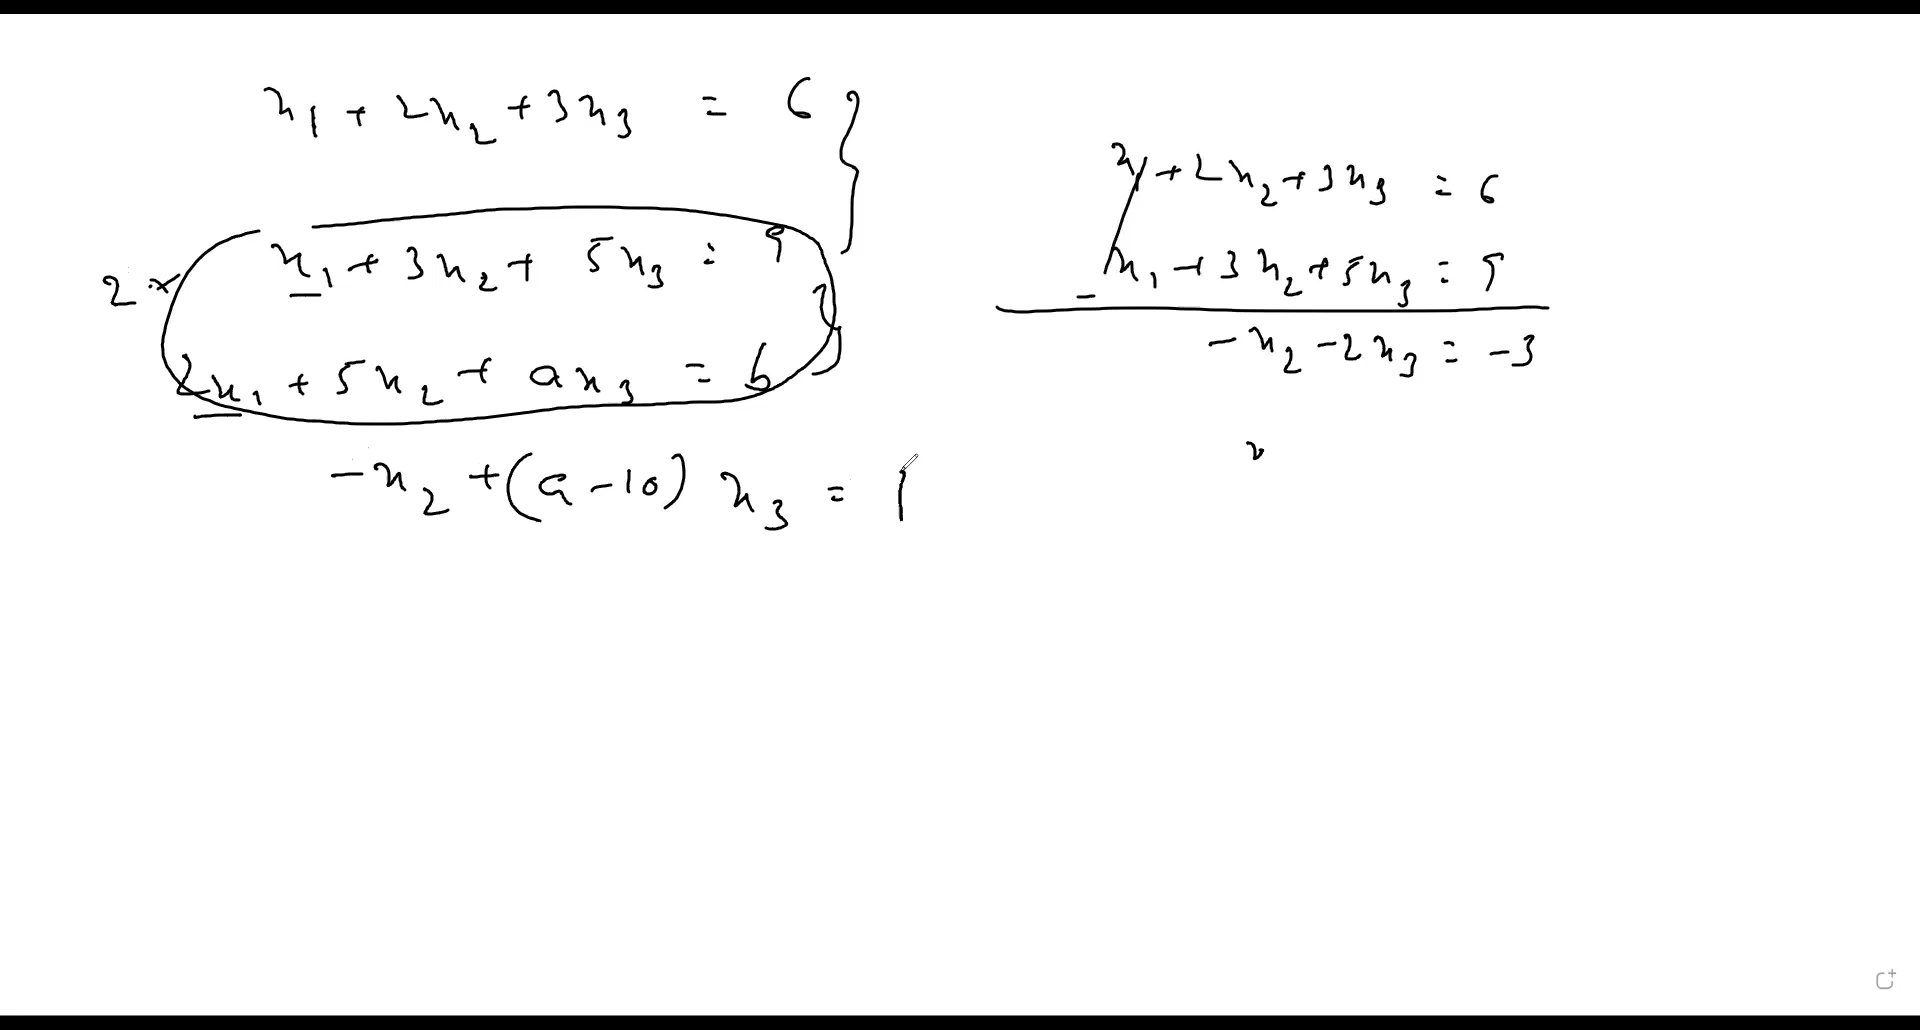 x₁ + 2x₂ + 3x₃ = 6
x₁ + 3x₂ + 5x₃ = 9
2 ×
2x₁ + 5x₂ + ax₃ = b
-x₂ + (a - 10) x₃ = 1
x₁ + 2x₂ + 3x₃ = 6
- x₁ + 3x₂ + 5x₃ = 9
-x₂ - 2x₃ = -3